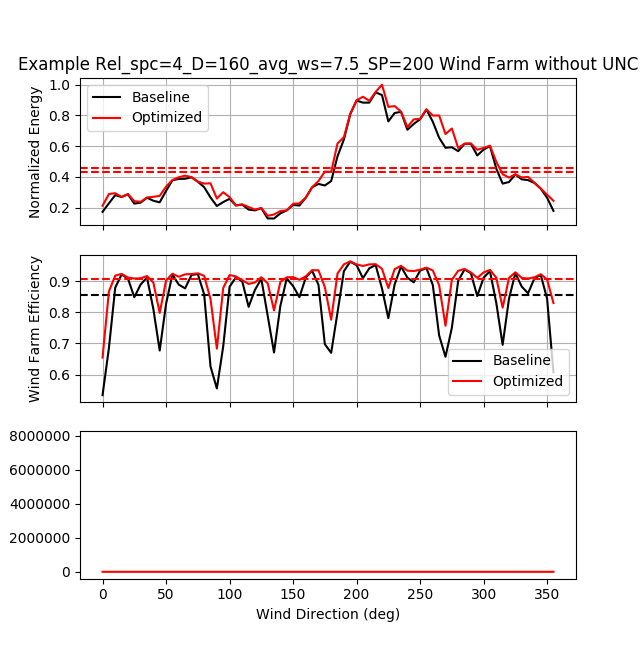 Example Rel_spc=4_D=160_avg_ws=7.5_SP=200 Wind Farm without UNC
1.0
0.8
0.6
0.4
0.2
Normalized Energy
Baseline
Optimized
0.9
0.8
0.7
0.6
Wind Farm Efficiency
Baseline
Optimized
8000000
6000000
4000000
2000000
0
0 50 100 150 200 250 300 350
Wind Direction (deg)